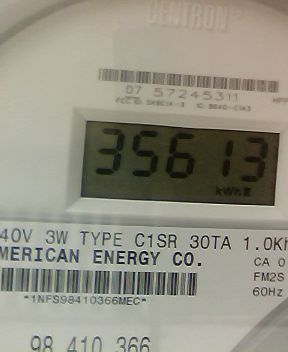 CENTRON®
07 57245311
35613
kWh
40V 3W TYPE C1SR 30TA 1.0Kh
MERICAN ENERGY CO.
CA 0
FM2S
60Hz
*1NFS98410366MEC*
98 410 366